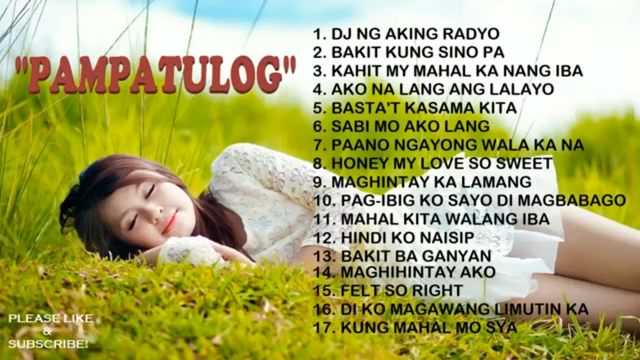 "PAMPATULOG"
1. DJ NG AKING RADYO
2. BAKIT KUNG SINO PA
3. KAHIT MY MAHAL KA NANG IBA
4. AKO NA LANG ANG LALAYO
5. BASTA'T KASAMA KITA
6. SABI MO AKO LANG
7. PAANO NGAYONG WALA KA NA
8. HONEY MY LOVE SO SWEET
9. MAGHINTAY KA LAMANG
10. PAG-IBIG KO SAYO DI MAGBABAGO
11. MAHAL KITA WALANG IBA
12. HINDI KO NAISIP
13. BAKIT BA GANYAN
14. MAGHIHINTAY AKO
15. FELT SO RIGHT
16. DI KO MAGAWANG LIMUTIN KA
17. KUNG MAHAL MO SYA
PLEASE LIKE
&
SUBSCRIBE!